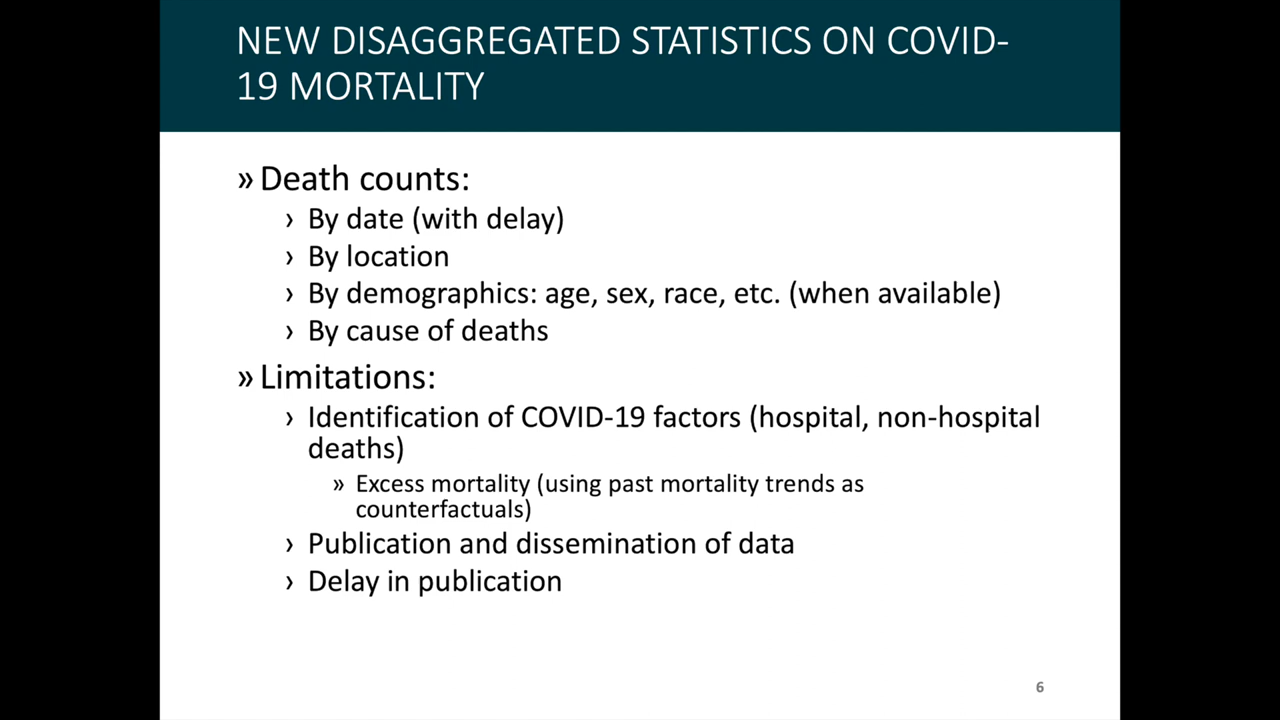 NEW DISAGGREGATED STATISTICS ON COVID-
19 MORTALITY
» Death counts:
› By date (with delay)
› By location
› By demographics: age, sex, race, etc. (when available)
› By cause of deaths
» Limitations:
› Identification of COVID-19 factors (hospital, non-hospital
deaths)
» Excess mortality (using past mortality trends as
counterfactuals)
› Publication and dissemination of data
› Delay in publication
6